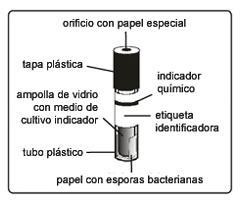 orificio con papel especial
tapa plástica
indicador
químico
ampolla de vidrio
con medio de
cultivo indicador
etiqueta
identificadora
tubo plástico
papel con esporas bacterianas